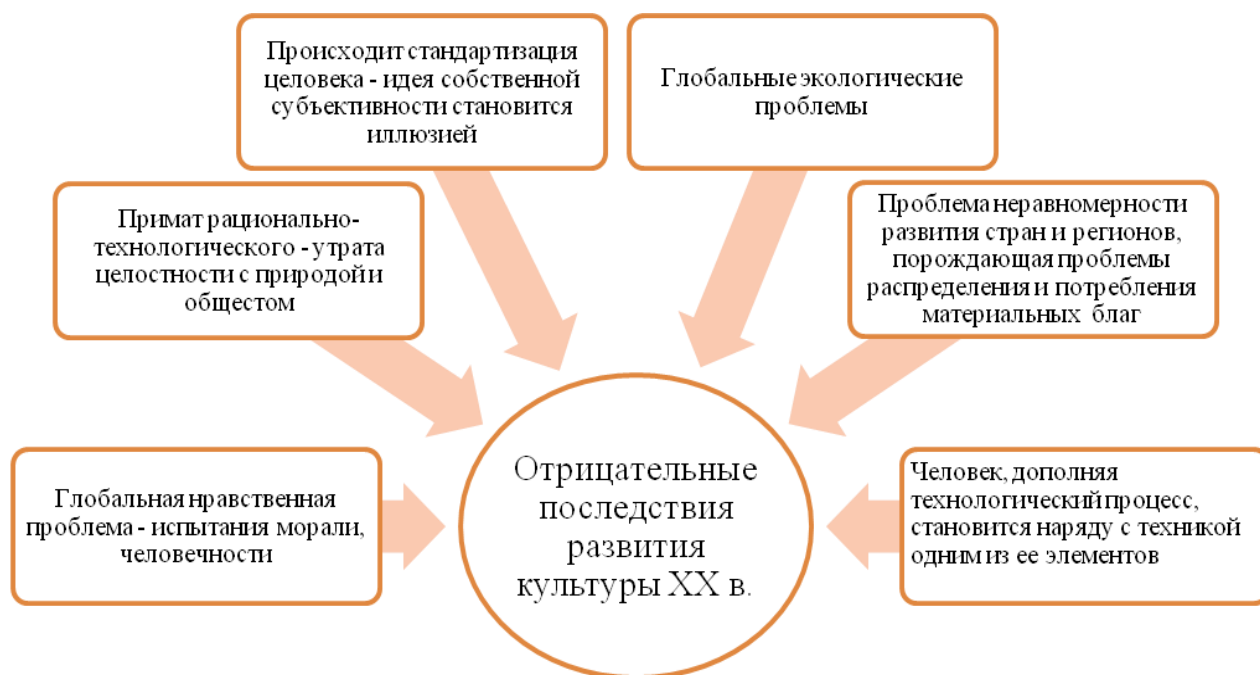 Происходит стандартизация
целовека - идея собственной
субъективности становится
иллюзией
Глобальные экологические
проблемы
Примат рационально-
технологического - утрата
целостности с природой и
общестом
Проблема неравномерности
развития стран и регионов,
порождающая проблемы
распределения и потребления
материальных благ
Глобальная нравственная
проблема - испытания морали,
человечности
Отрицательные
последствия
развития
культуры XX в.
Человек, дополняя
технологический процесс,
становится наряду с техникой
одним из ее элементов